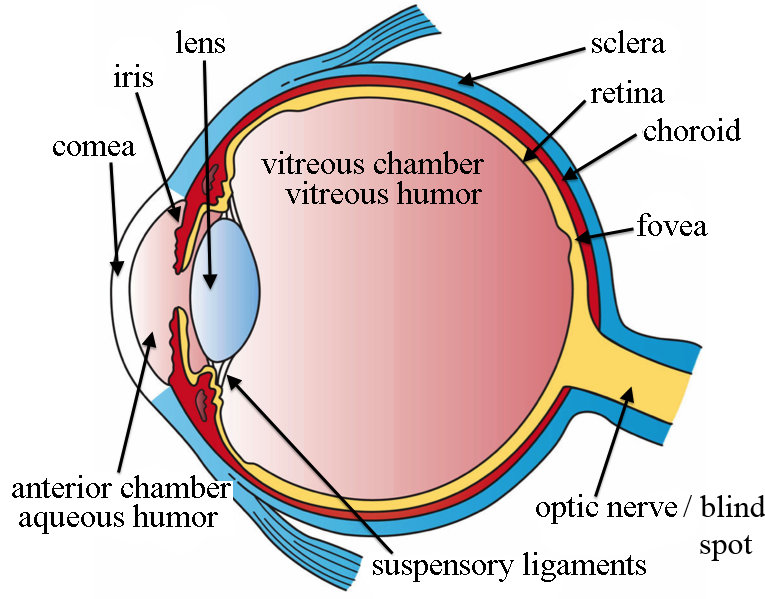 lens
sclera
iris
retina
choroid
comea
vitreous chamber
vitreous humor
fovea
anterior chamber
aqueous humor
optic nerve / blind
spot
suspensory ligaments